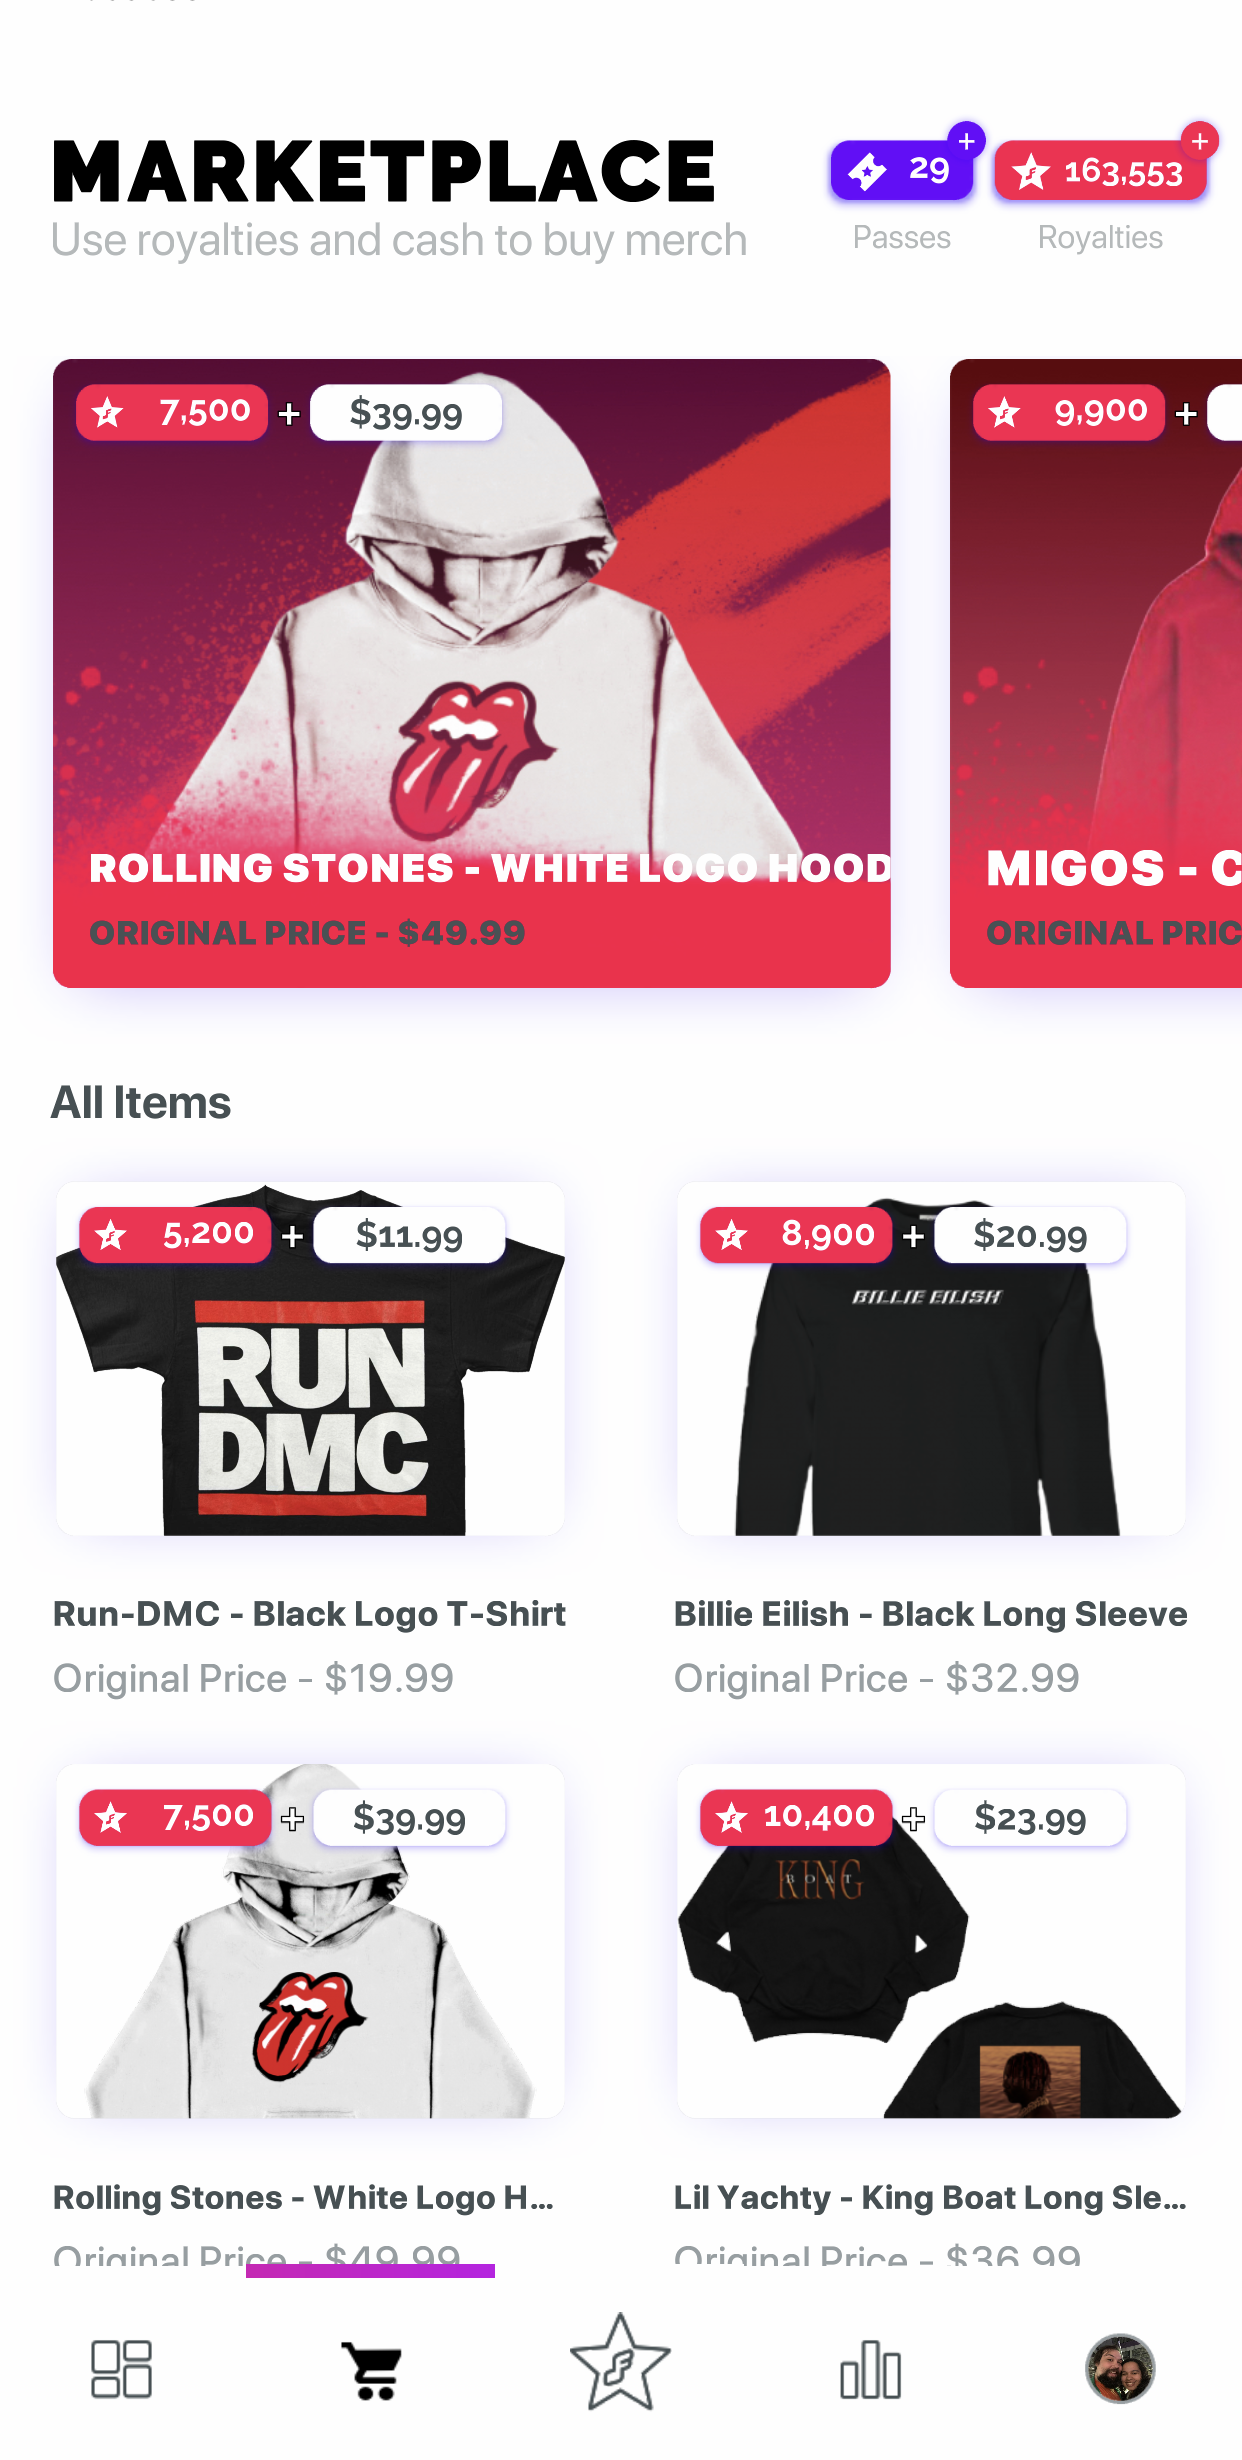 MARKETPLACE
Use royalties and cash to buy merch
29
163,553
Passes
Royalties
7,500 + $39.99
ROLLING STONES - WHITE LOGO HOOD
ORIGINAL PRICE - $49.99
9,900 +
MIGOS - C
ORIGINAL PRIC
All Items
5,200 + $11.99
RUN
DMC
Run-DMC - Black Logo T-Shirt
Original Price - $19.99
8,900 + $20.99
BILLIE EILISH
Billie Eilish - Black Long Sleeve
Original Price - $32.99
7,500 + $39.99
Rolling Stones - White Logo H...
Original Price - $49.99
10,400 + $23.99
KING
BOAT
Lil Yachty - King Boat Long Sle...
Original Price - $36.99